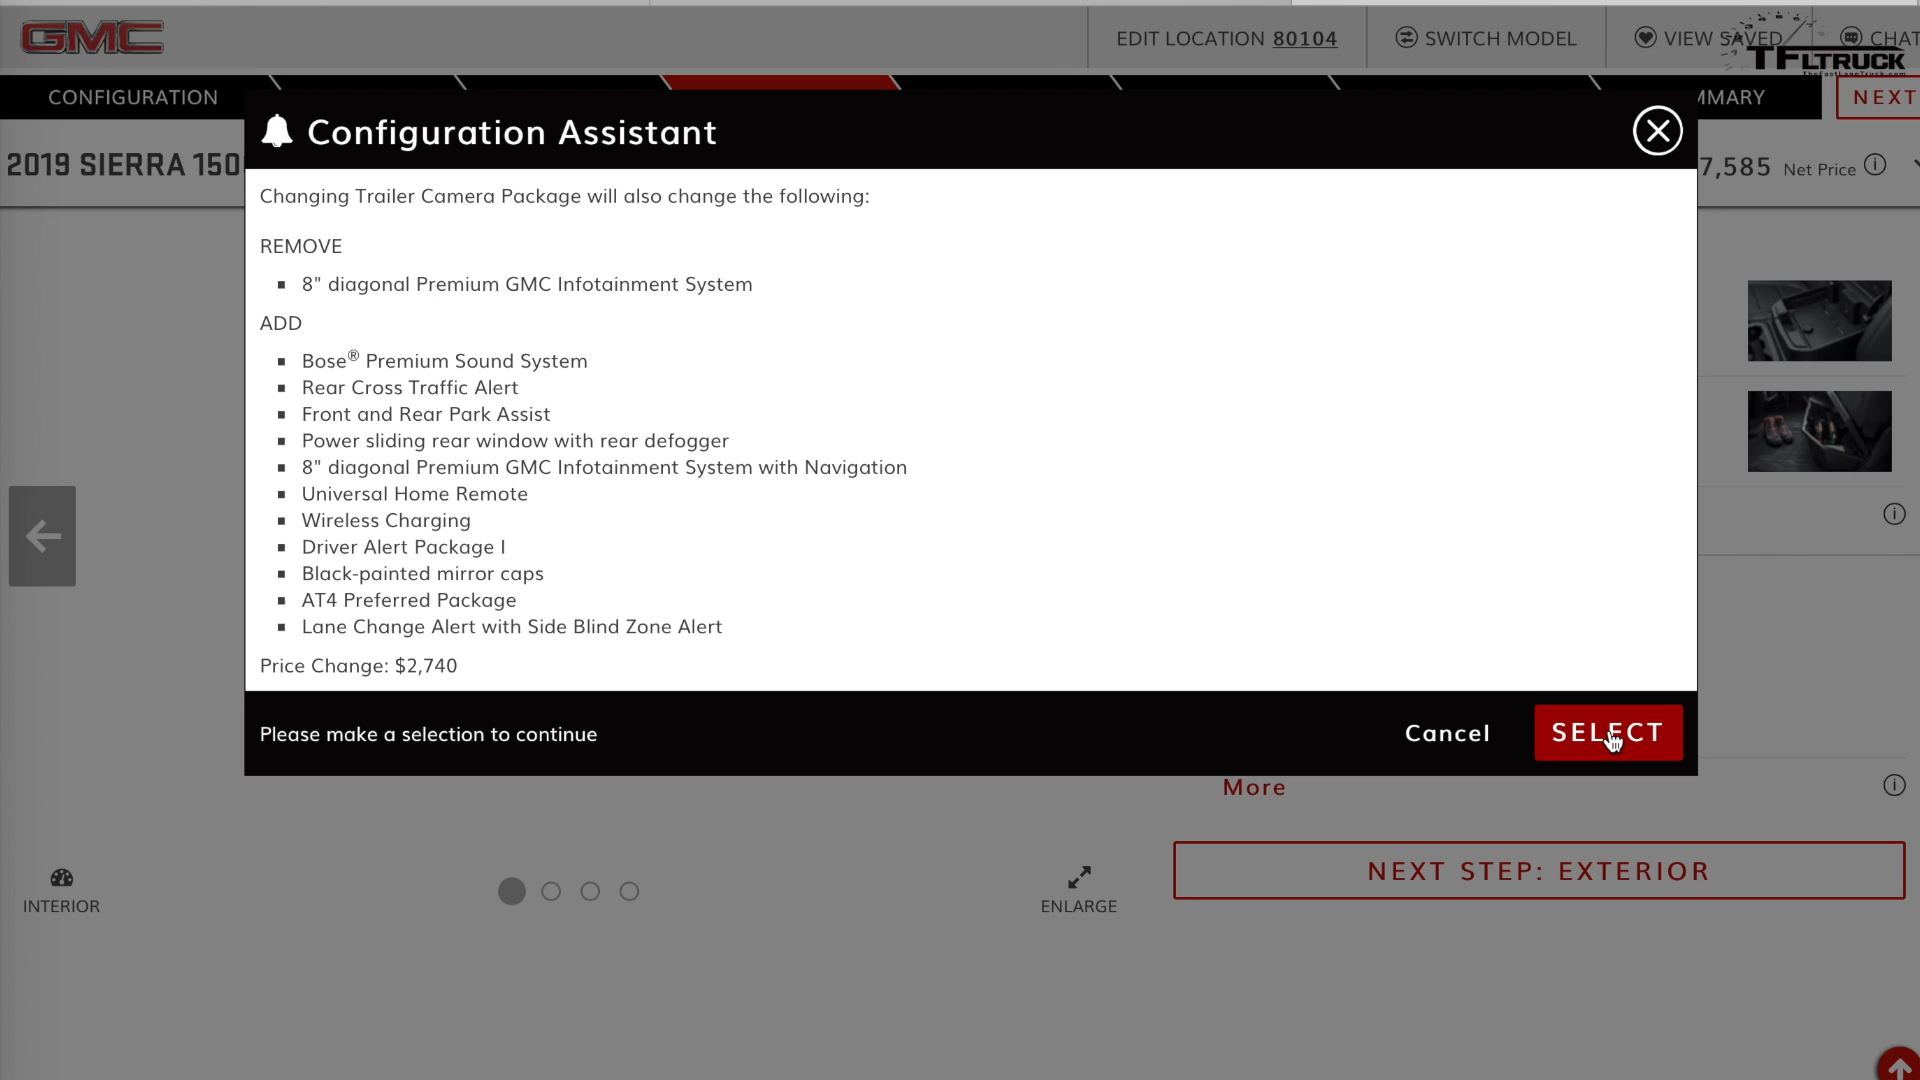 GMC
EDIT LOCATION 80104
SWITCH MODEL
VIEW SAVED
CHAT
TFLTRUCK
TheFastLaneTruck.com
CONFIGURATION
MMARY
NEXT
2019 SIERRA 150
7,585 Net Price
Configuration Assistant
Changing Trailer Camera Package will also change the following:
REMOVE
8" diagonal Premium GMC Infotainment System
ADD
Bose® Premium Sound System
Rear Cross Traffic Alert
Front and Rear Park Assist
Power sliding rear window with rear defogger
8" diagonal Premium GMC Infotainment System with Navigation
Universal Home Remote
Wireless Charging
Driver Alert Package I
Black-painted mirror caps
AT4 Preferred Package
Lane Change Alert with Side Blind Zone Alert
Price Change: $2,740
Please make a selection to continue
Cancel
SELECT
More
NEXT STEP: EXTERIOR
INTERIOR
ENLARGE